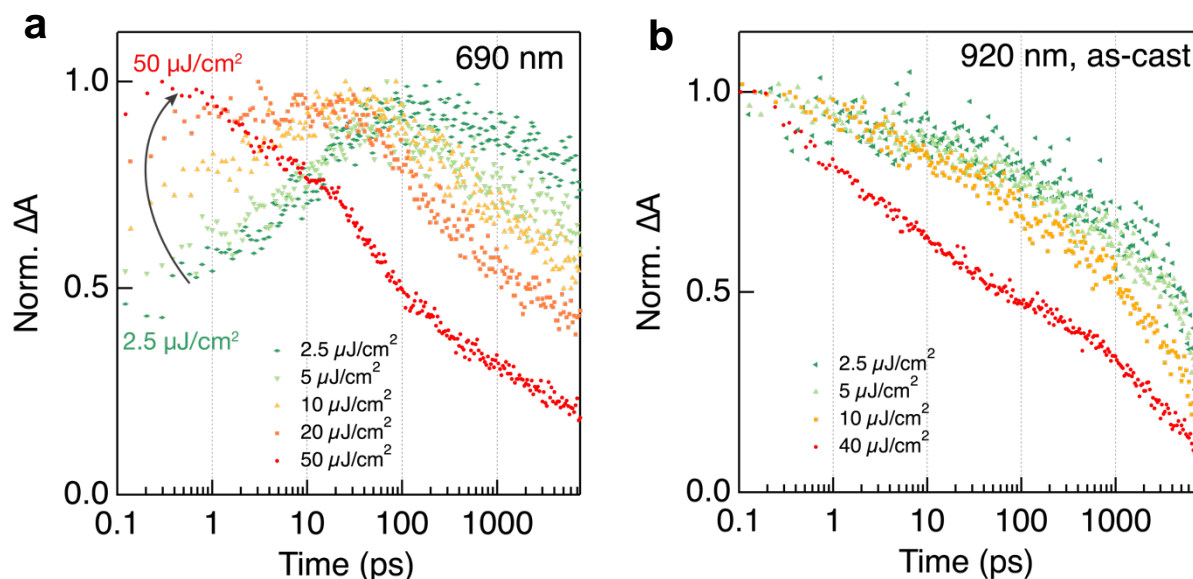 a
50 µJ/cm²
690 nm
Norm. ΔA
1.0
0.5
0.0
2.5 µJ/cm²
2.5 µJ/cm²
5 µJ/cm²
10 µJ/cm²
20 µJ/cm²
50 µJ/cm²
0.1 1 10 100 1000
Time (ps)
b
920 nm, as-cast
Norm. ΔA
1.0
0.5
0.0
2.5 µJ/cm²
5 µJ/cm²
10 µJ/cm²
40 µJ/cm²
0.1 1 10 100 1000
Time (ps)